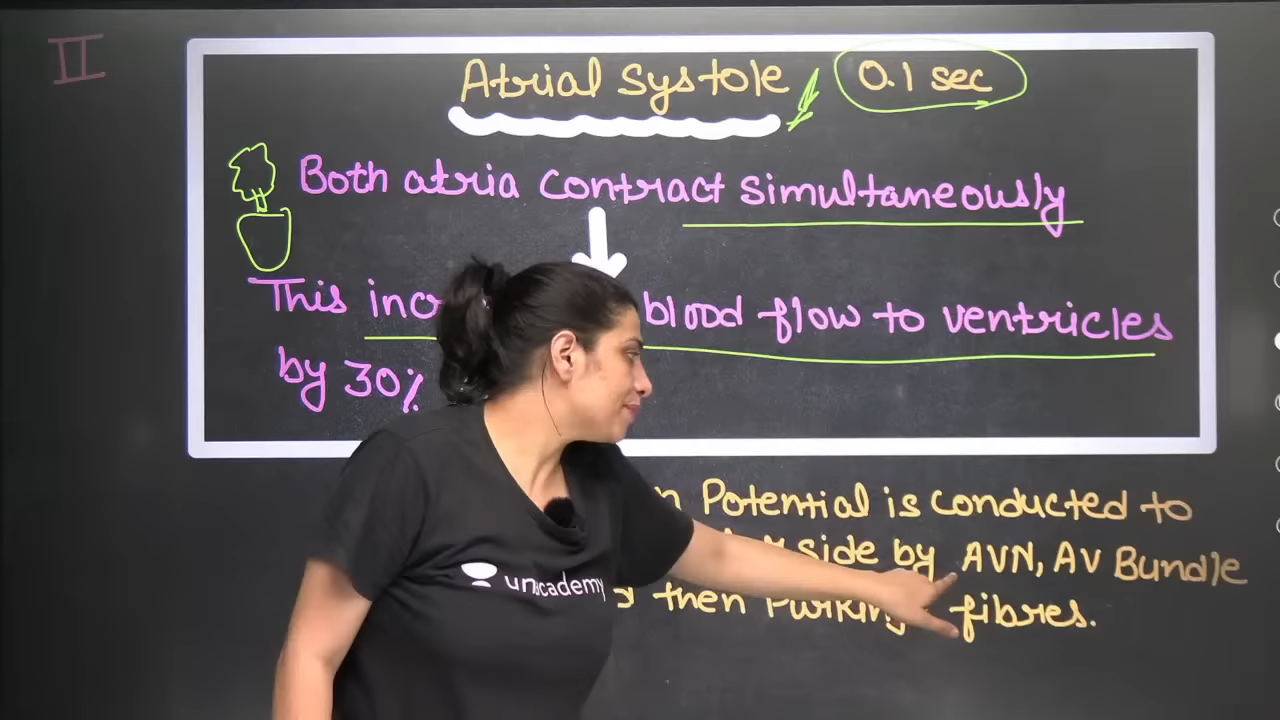 II
Atrial Systole 0.1 sec
Both atria contract simultaneously
This blood flow to ventricles
by 30%
Potential is conducted to
side by AVN, AV Bundle
then fibres.
unacademy